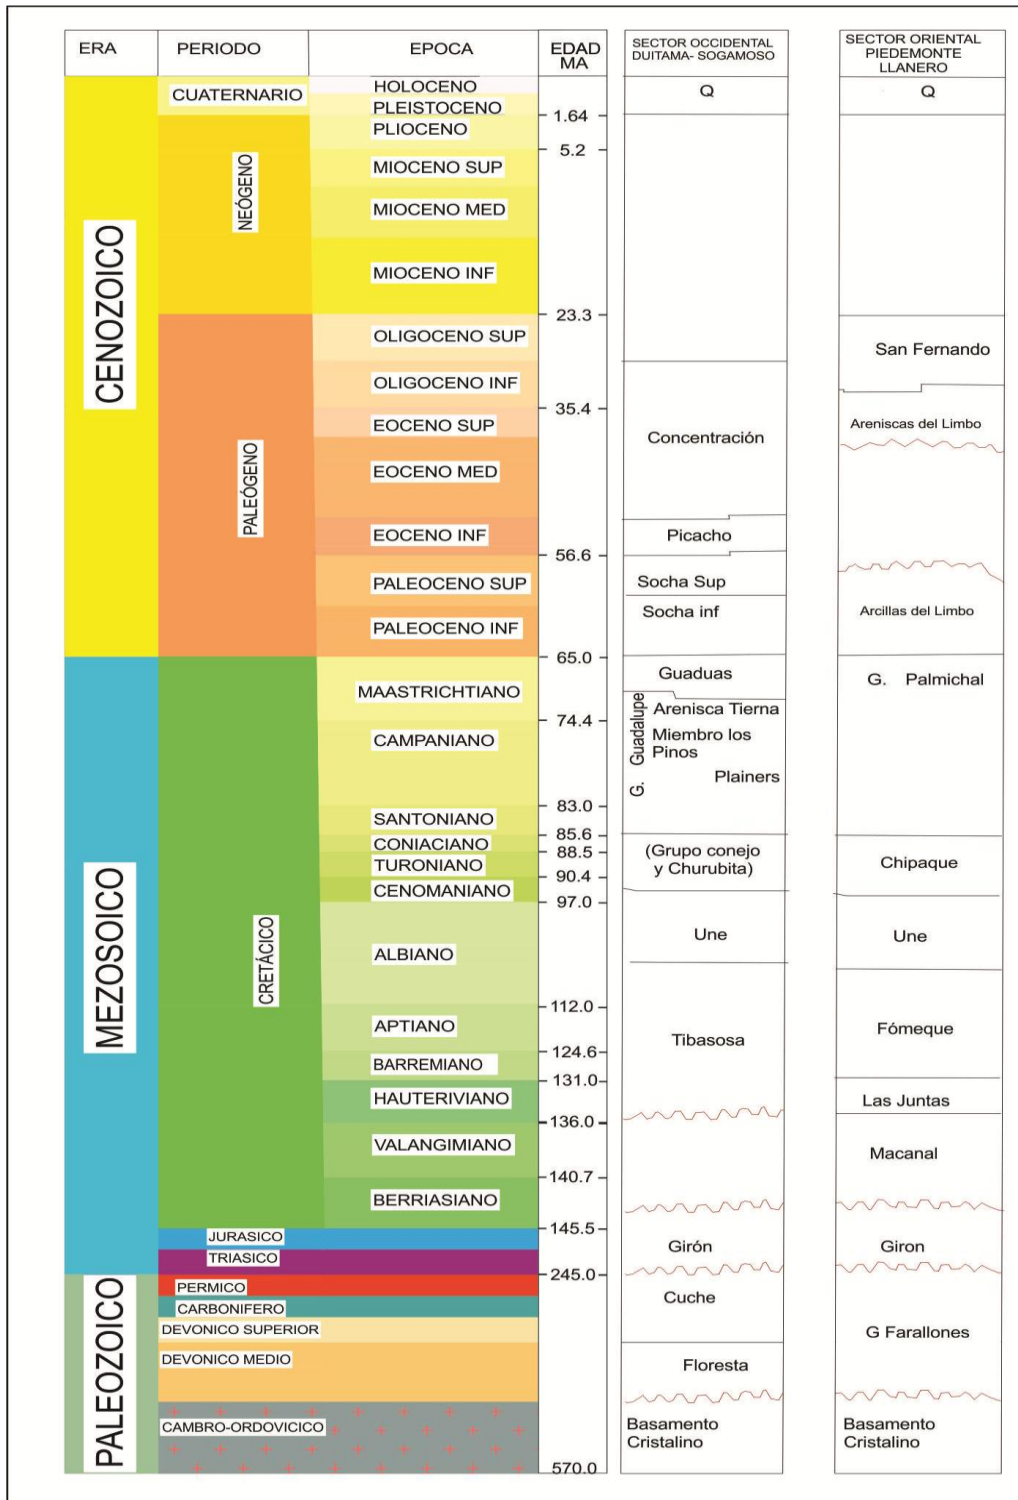 ERA
PERIODO
EPOCA
EDAD
MA
SECTOR OCCIDENTAL
DUITAMA- SOGAMOSO
SECTOR ORIENTAL
PIEDEMONTE
LLANERO
CENOZOICO
MEZOSOICO
PALEOZOICO
CUATERNARIO
NEÓGENO
PALEÓGENO
CRETÁCICO
JURASICO
TRIASICO
PERMICO
CARBONIFERO
DEVONICO SUPERIOR
DEVONICO MEDIO
CAMBRO-ORDOVICICO
HOLOCENO
PLEISTOCENO
PLIOCENO
MIOCENO SUP
MIOCENO MED
MIOCENO INF
OLIGOCENO SUP
OLIGOCENO INF
EOCENO SUP
EOCENO MED
EOCENO INF
PALEOCENO SUP
PALEOCENO INF
MAASTRICHTIANO
CAMPANIANO
SANTONIANO
CONIACIANO
TURONIANO
CENOMANIANO
ALBIANO
APTIANO
BARREMIANO
HAUTERIVIANO
VALANGIMIANO
BERRIASIANO
1.64
5.2
23.3
35.4
56.6
65.0
74.4
83.0
85.6
88.5
90.4
97.0
112.0
124.6
131.0
136.0
140.7
145.5
245.0
570.0
Q
Concentración
Picacho
Socha Sup
Socha inf
Guaduas
G. Guadalupe
Arenisca Tierna
Miembro los
Pinos
Plainers
(Grupo conejo
y Churubita)
Une
Tibasosa
Girón
Cuche
Floresta
Basamento
Cristalino
Q
San Fernando
Areniscas del Limbo
Arcillas del Limbo
G. Palmichal
Chipaque
Une
Fómeque
Las Juntas
Macanal
Giron
G Farallones
Basamento
Cristalino